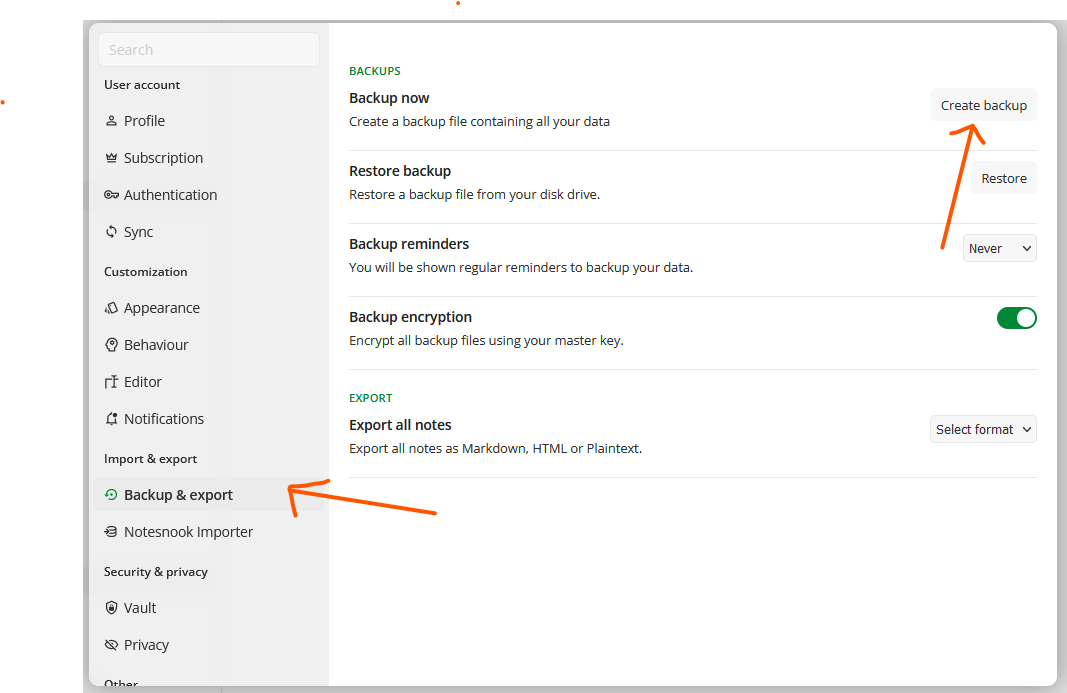 Search
User account
Profile
Subscription
Authentication
Sync
Customization
Appearance
Behaviour
Editor
Notifications
Import & export
Backup & export
Notesnook Importer
Security & privacy
Vault
Privacy
Other
BACKUPS
Backup now
Create a backup file containing all your data
Create backup
Restore backup
Restore a backup file from your disk drive.
Restore
Backup reminders
You will be shown regular reminders to backup your data.
Never
Backup encryption
Encrypt all backup files using your master key.
EXPORT
Export all notes
Export all notes as Markdown, HTML or Plaintext.
Select format